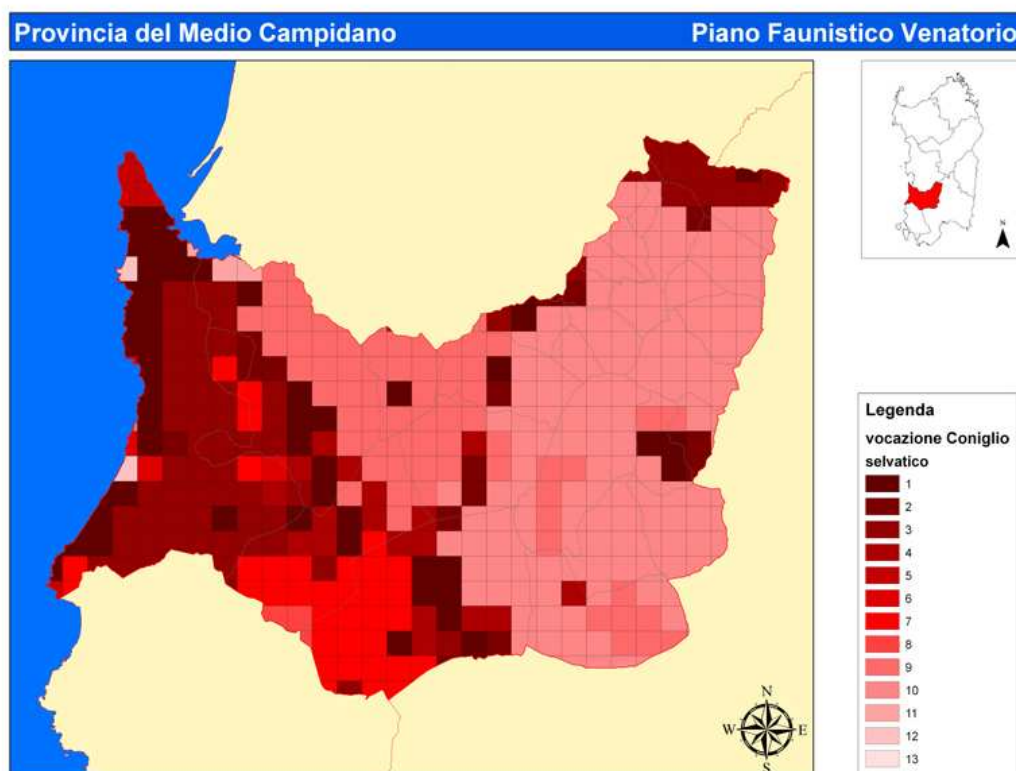 Provincia del Medio Campidano
Piano Faunistico Venatorio
N
Legenda
vocazione Coniglio
selvatico
1
2
3
4
5
6
7
8
9
10
11
12
13
N
W
E
S